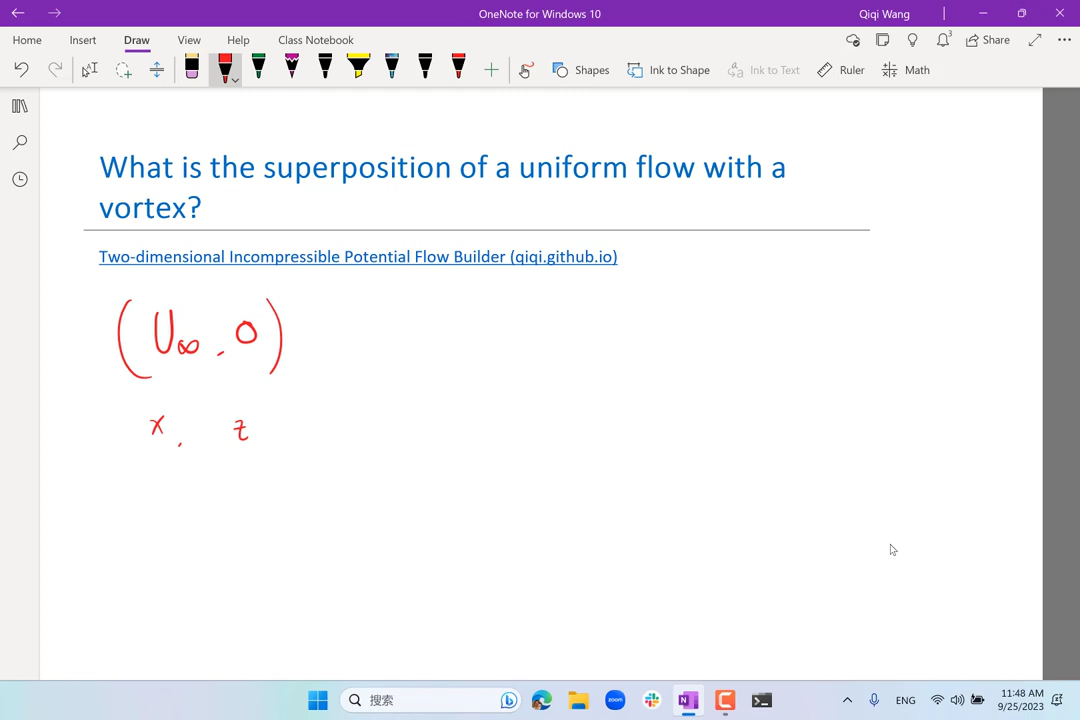 OneNote for Windows 10
Qiqi Wang
Home Insert Draw View Help Class Notebook
3
Share
Shapes
Ink to Shape
Ink to Text
Ruler
Math
What is the superposition of a uniform flow with a
vortex?
Two-dimensional Incompressible Potential Flow Builder (qiqi.github.io)
(U∞, 0)
x, z
搜索
zoom
ENG
11:48 AM
9/25/2023